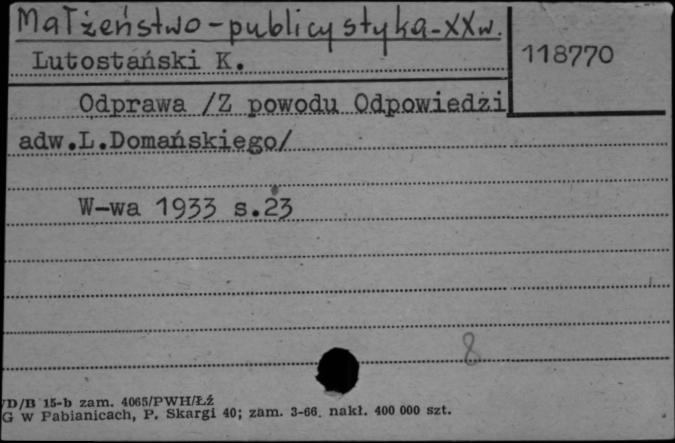 Małżeństwo - publicystyka - XX w.
Lutostański K.
118770
Odprawa /Z powodu Odpowiedzi
adw.L.Domańskiego/
W-wa 1933 s.23
8
/D/B 15-b zam. 4065/PWH/Łź
G w Pabianicach, P. Skargi 40; zam. 3-66. nakł. 400 000 szt.